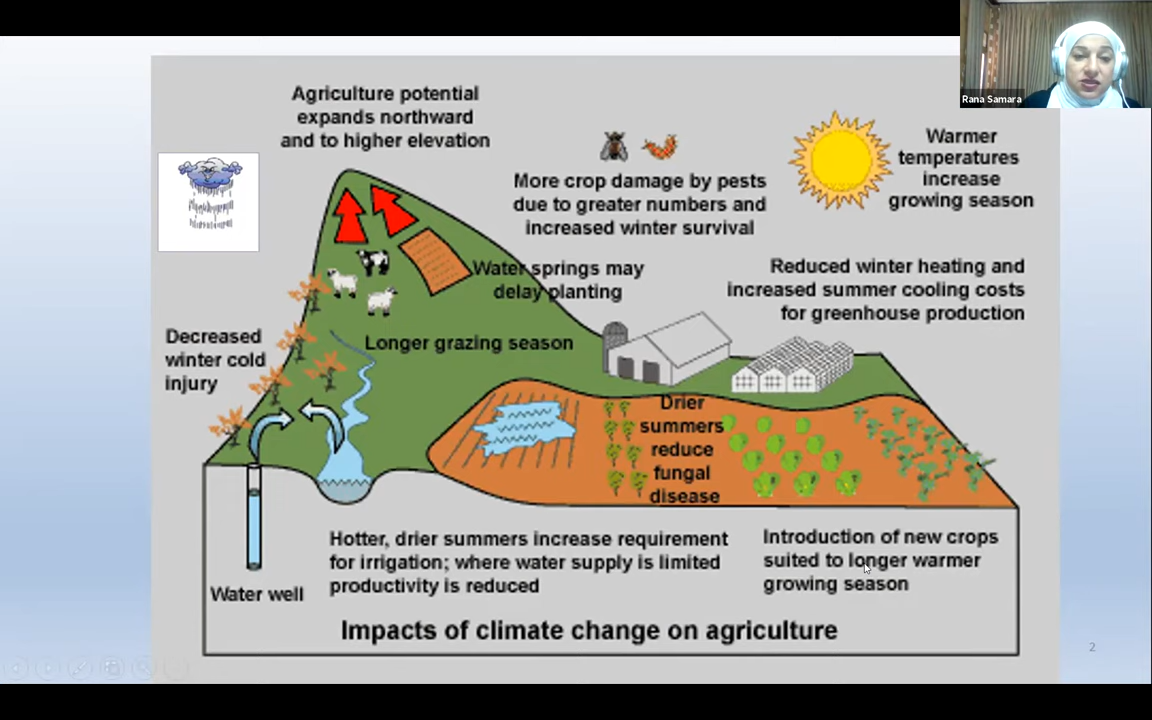 Rana Samara
Agriculture potential
expands northward
and to higher elevation
More crop damage by pests
due to greater numbers and
increased winter survival
Warmer
temperatures
increase
growing season
Water springs may
delay planting
Reduced winter heating and
increased summer cooling costs
for greenhouse production
Decreased
winter cold
injury
Longer grazing season
Drier
summers
reduce
fungal
disease
Hotter, drier summers increase requirement
for irrigation; where water supply is limited
productivity is reduced
Introduction of new crops
suited to longer warmer
growing season
Water well
Impacts of climate change on agriculture
2